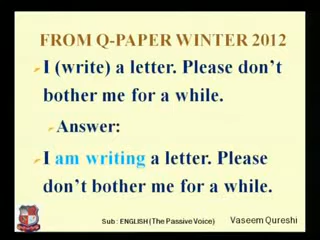 FROM Q-PAPER WINTER 2012
I (write) a letter. Please don't
bother me for a while.
Answer:
I am writing a letter. Please
don't bother me for a while.
Sub : ENGLISH (The Passive Voice) Vaseem Qureshi